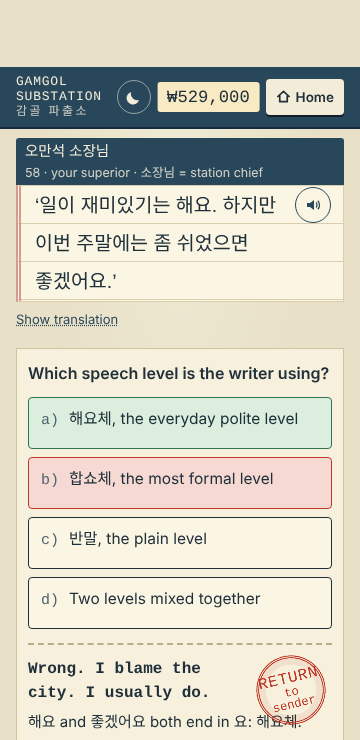 GAMGOL
SUBSTATION
감골 파출소
₩529,000
Home
오만석 소장님
58 · your superior · 소장님 = station chief
‘일이 재미있기는 해요. 하지만
이번 주말에는 좀 쉬었으면
좋겠어요.’
Show translation
Which speech level is the writer using?
a) 해요체, the everyday polite level
b) 합쇼체, the most formal level
c) 반말, the plain level
d) Two levels mixed together
Wrong. I blame the
city. I usually do.
RETURN
to
sender
해요 and 좋겠어요 both end in 요: 해요체.